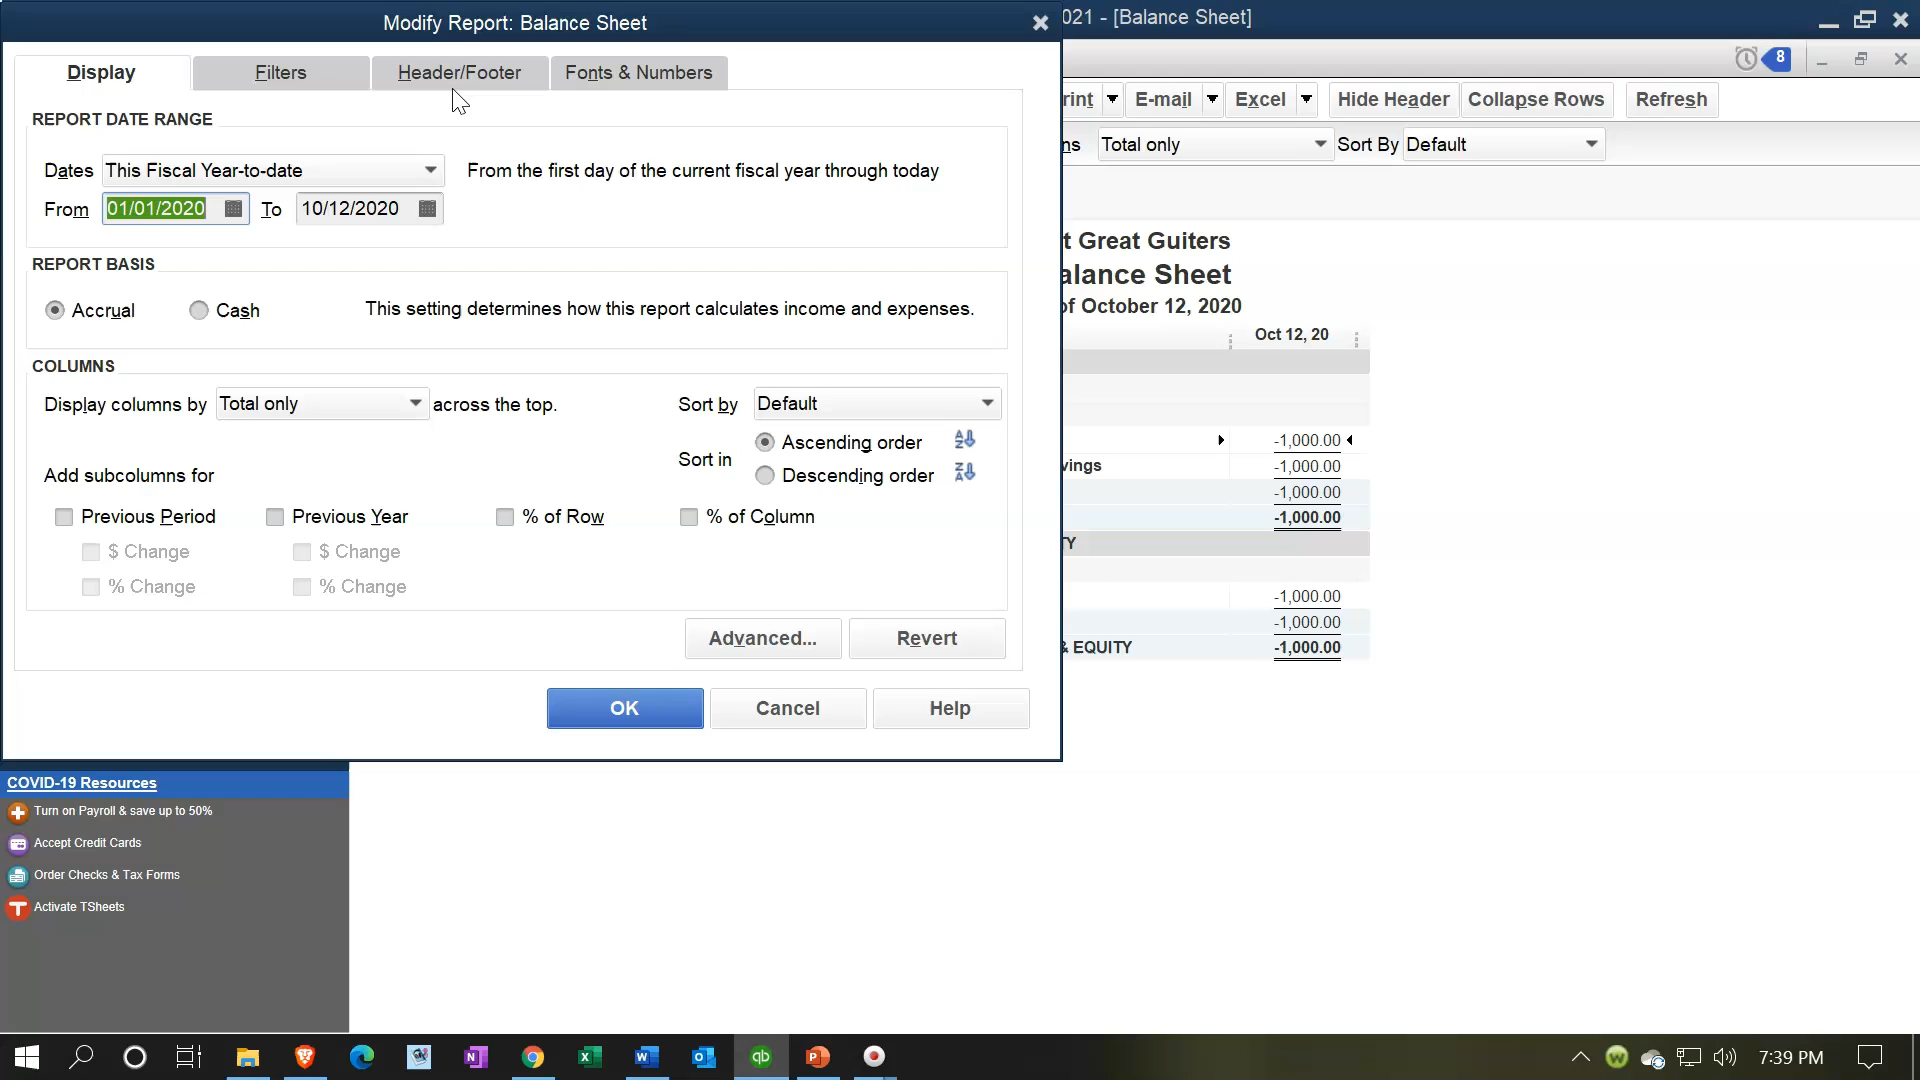 Modify Report: Balance Sheet
021 - [Balance Sheet]
8
Display
Filters
Header/Footer
Fonts & Numbers
rint
E-mail
Excel
Hide Header
Collapse Rows
Refresh
ns
Total only
Sort By
Default
REPORT DATE RANGE
Dates
This Fiscal Year-to-date
From the first day of the current fiscal year through today
From
01/01/2020
To
10/12/2020
REPORT BASIS
Accrual
Cash
This setting determines how this report calculates income and expenses.
COLUMNS
Display columns by
Total only
across the top.
Sort by
Default
Sort in
Ascending order
Descending order
Add subcolumns for
Previous Period
Previous Year
% of Row
% of Column
$ Change
$ Change
% Change
% Change
Advanced...
Revert
OK
Cancel
Help
t Great Guiters
alance Sheet
of October 12, 2020
Oct 12, 20
-1,000.00
vings
-1,000.00
-1,000.00
-1,000.00
TY
-1,000.00
-1,000.00
& EQUITY
-1,000.00
COVID-19 Resources
Turn on Payroll & save up to 50%
Accept Credit Cards
Order Checks & Tax Forms
Activate TSheets
7:39 PM